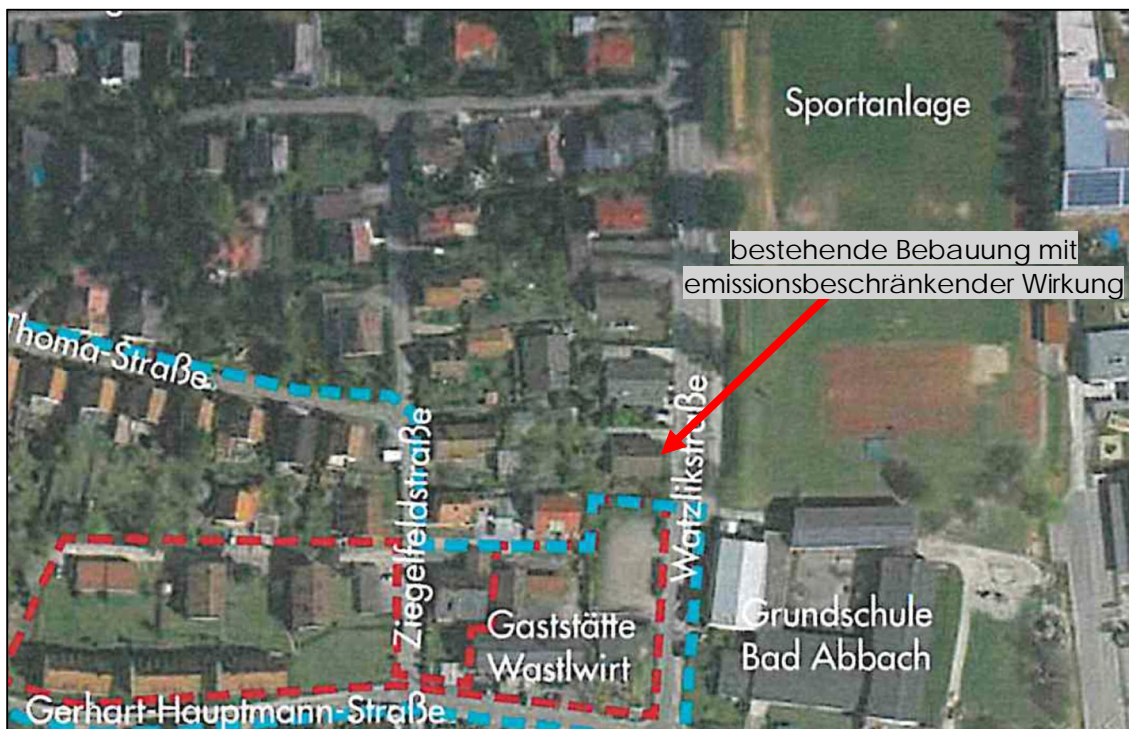 Sportanlage
bestehende Bebauung mit
emissionsbeschränkender Wirkung
Thoma-Straße
Ziegelfeldstraße
Watzlikstraße
Gaststätte
Wastlwirt
Grundschule
Bad Abbach
Gerhart-Hauptmann-Straße